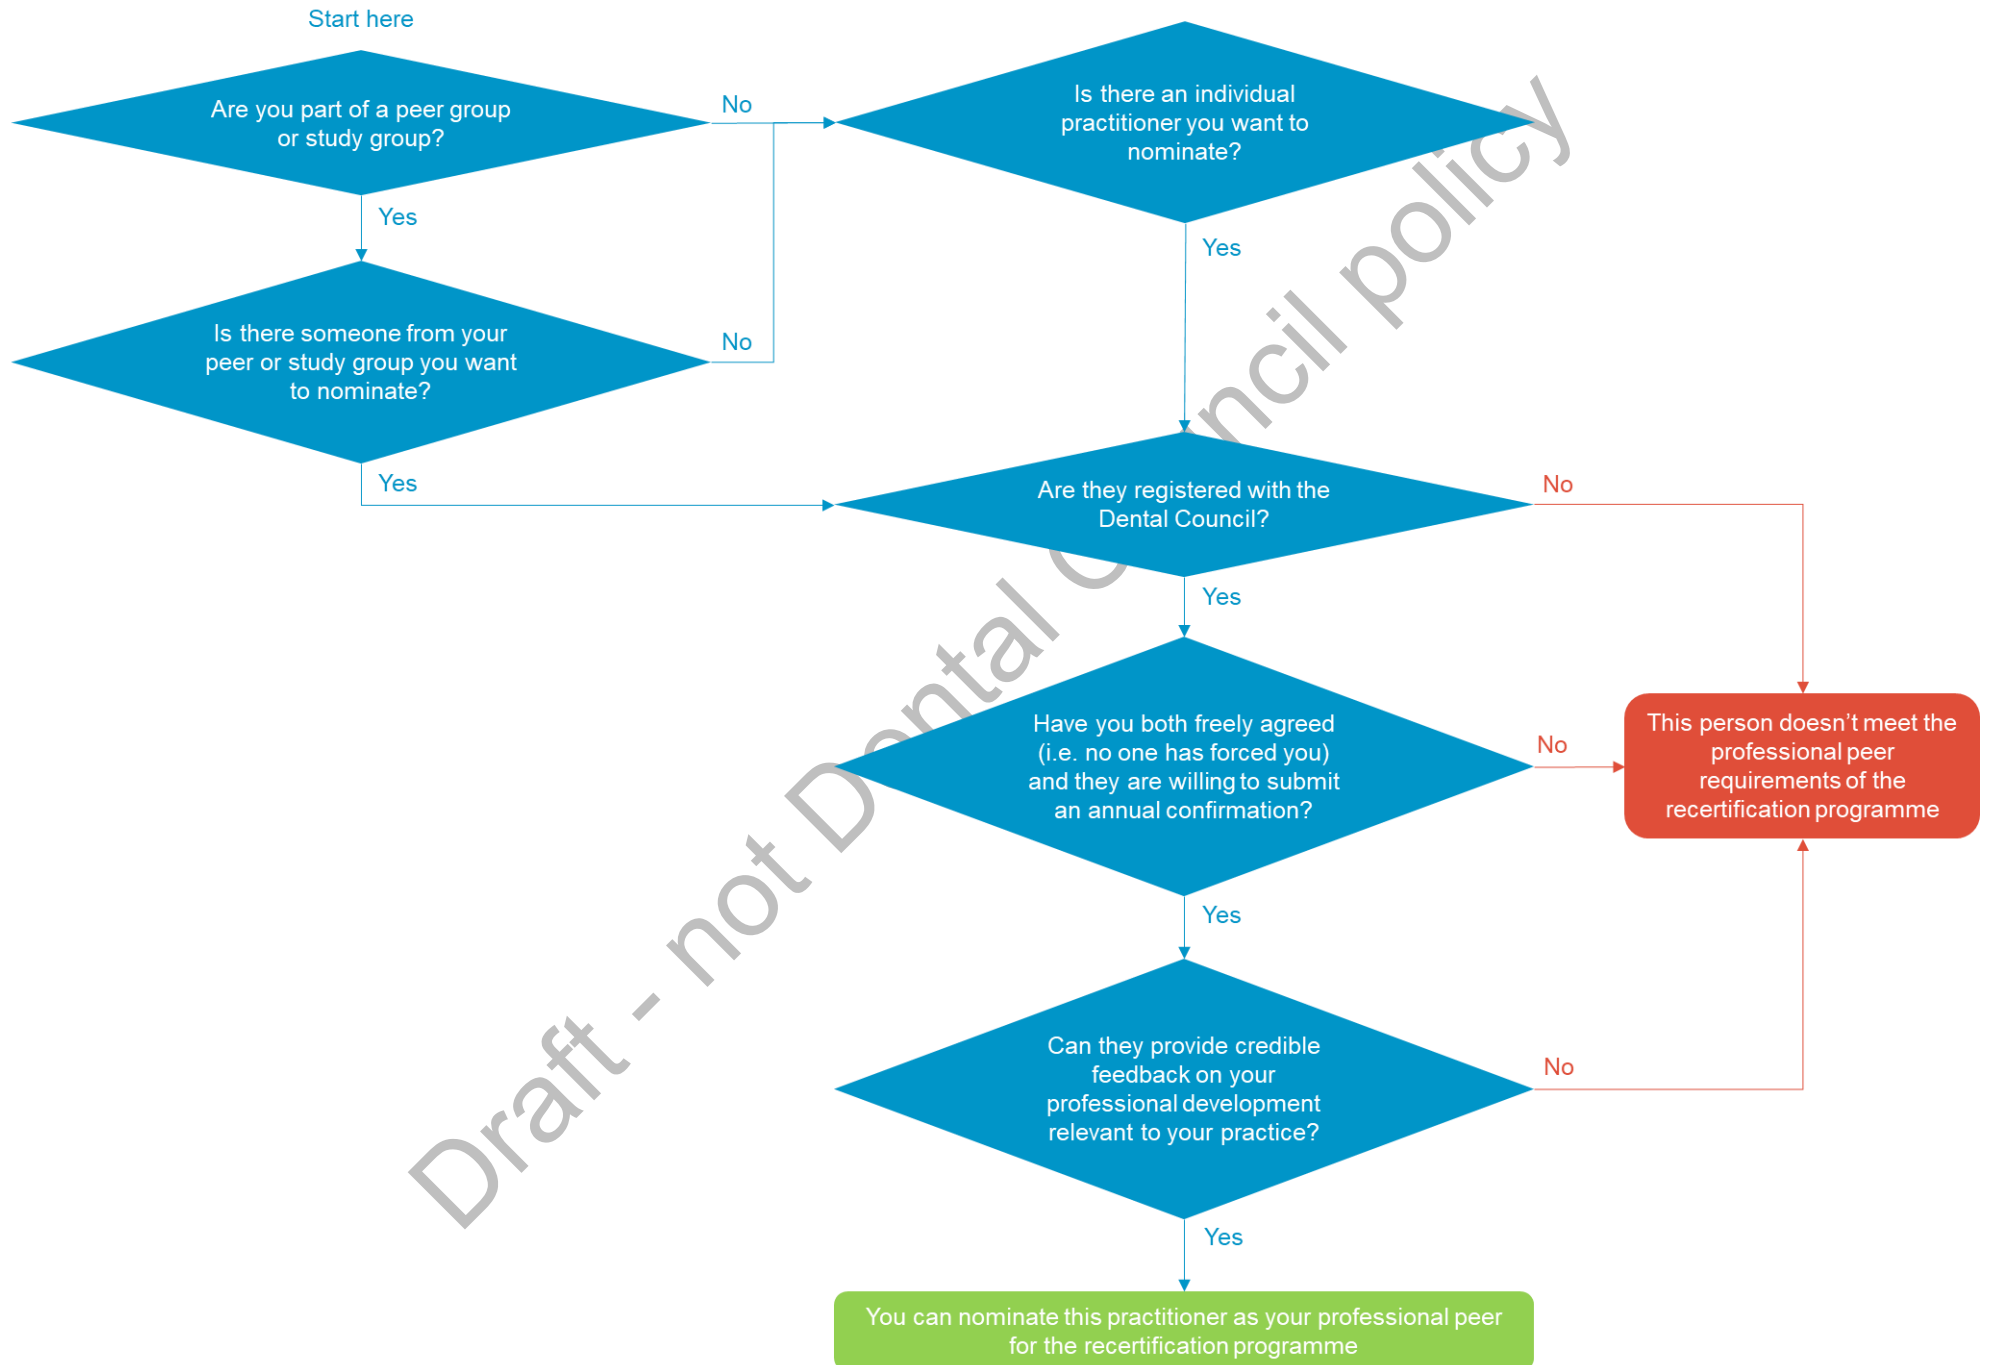 Start here
Are you part of a peer group
or study group?
No
Is there an individual
practitioner you want to
nominate?
Yes
Yes
Is there someone from your
peer or study group you want
to nominate?
No
Yes
Are they registered with the
Dental Council?
No
Yes
Have you both freely agreed
(i.e. no one has forced you)
and they are willing to submit
an annual confirmation?
No
This person doesn't meet the
professional peer
requirements of the
recertification programme
Yes
Can they provide credible
feedback on your
professional development
relevant to your practice?
No
Yes
You can nominate this practitioner as your professional peer
for the recertification programme
Draft - not Dental Council policy